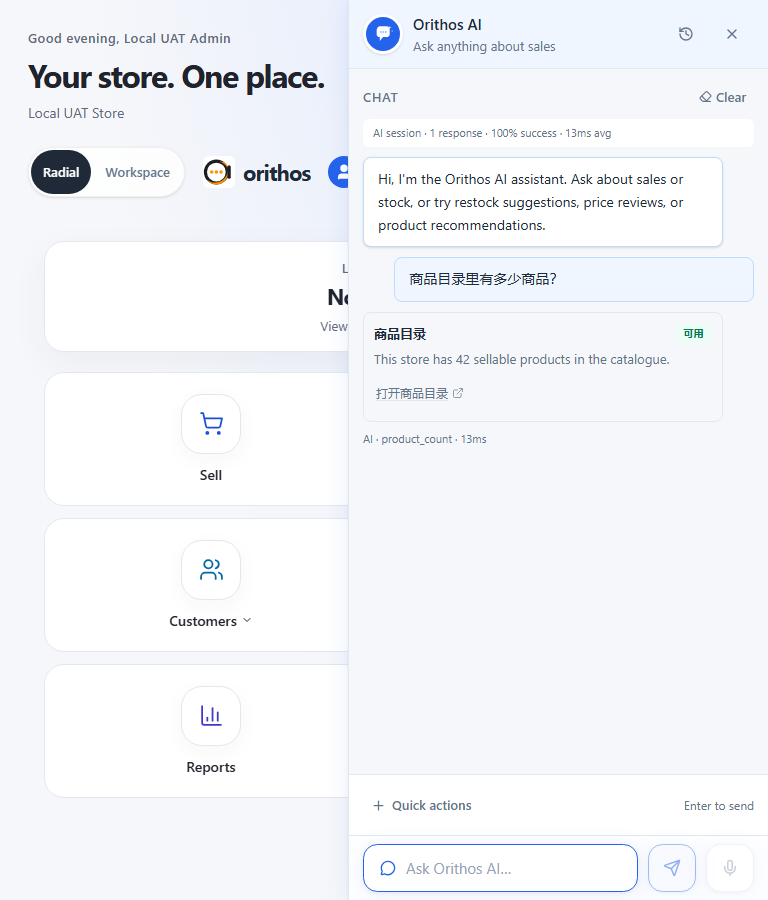 Good evening, Local UAT Admin
Your store. One place.
Local UAT Store
Radial
Workspace
orithos
L
No
View
Sell
Customers
Reports
Orithos AI
Ask anything about sales
CHAT
Clear
AI session · 1 response · 100% success · 13ms avg
Hi, I'm the Orithos AI assistant. Ask about sales or
stock, or try restock suggestions, price reviews, or
product recommendations.
商品目录里有多少商品?
商品目录
可用
This store has 42 sellable products in the catalogue.
打开商品目录
AI · product_count · 13ms
Quick actions
Enter to send
Ask Orithos AI...